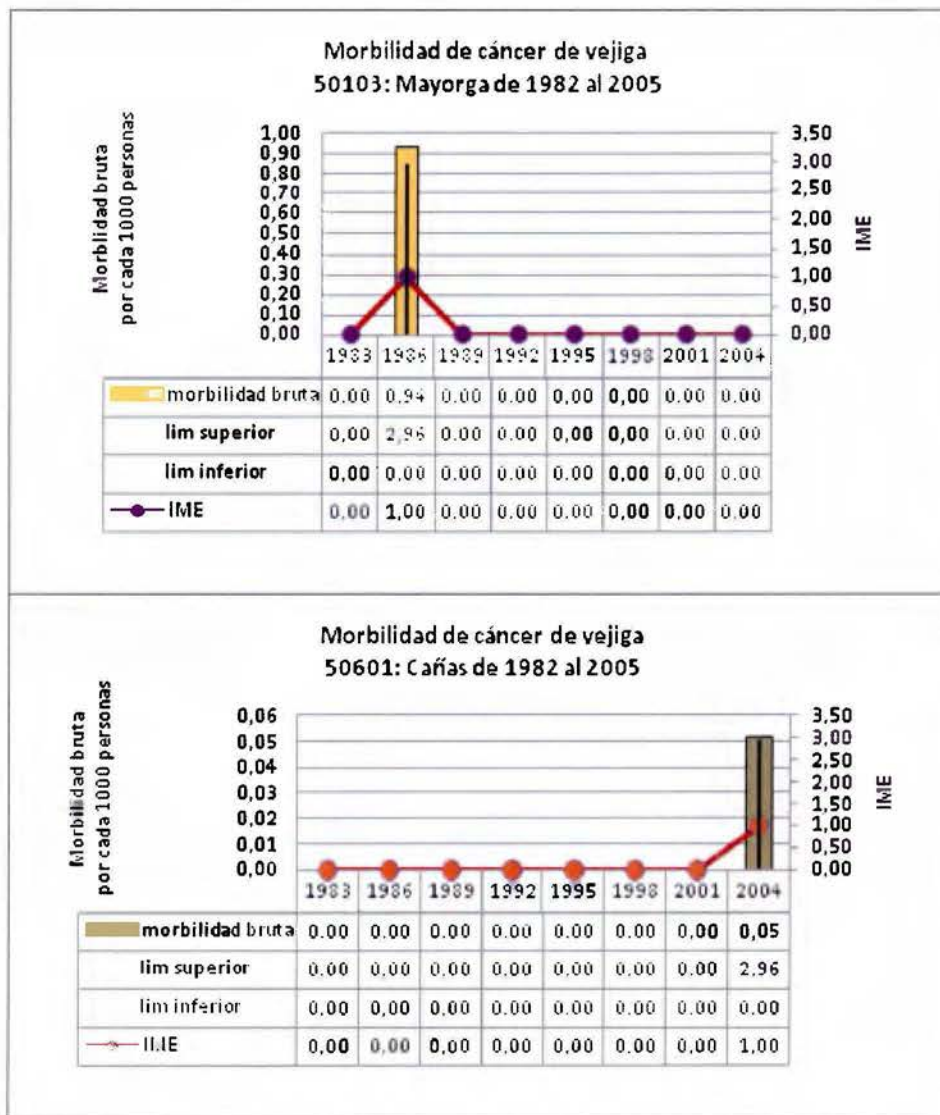 Morbilidad de cáncer de vejiga
50103: Mayorga de 1982 al 2005
Morbilidad bruta
por cada 1000 personas
1,00
0,90
0,80
0,70
0,60
0,50
0,40
0,30
0,20
0,10
0,00
3,50
3,00
2,50
2,00
1,50
1,00
0,50
0,00
IME
1983 1986 1989 1992 1995 1998 2001 2004
morbilidad bruta 0.00 0.94 0.00 0.00 0,00 0,00 0.00 0.00
lim superior 0,00 2,96 0.00 0.00 0,00 0,00 0.00 0.00
lim inferior 0,00 0.00 0.00 0.00 0.00 0,00 0,00 0.00
IME 0,00 1,00 0.00 0.00 0.00 0,00 0,00 0.00
Morbilidad de cáncer de vejiga
50601: Cañas de 1982 al 2005
Morbilidad bruta
por cada 1000 personas
0,06
0,05
0,04
0,03
0,02
0,01
0,00
3,50
3,00
2,50
2,00
1,50
1,00
0,50
0,00
IME
1983 1986 1989 1992 1995 1998 2001 2004
morbilidad bruta 0.00 0.00 0.00 0.00 0.00 0.00 0,00 0,05
lim superior 0.00 0,00 0,00 0.00 0.00 0.00 0.00 2,96
lim inferior 0,00 0,00 0,00 0.00 0,00 0.00 0.00 0.00
IME 0,00 0,00 0,00 0,00 0,00 0.00 0,00 1,00